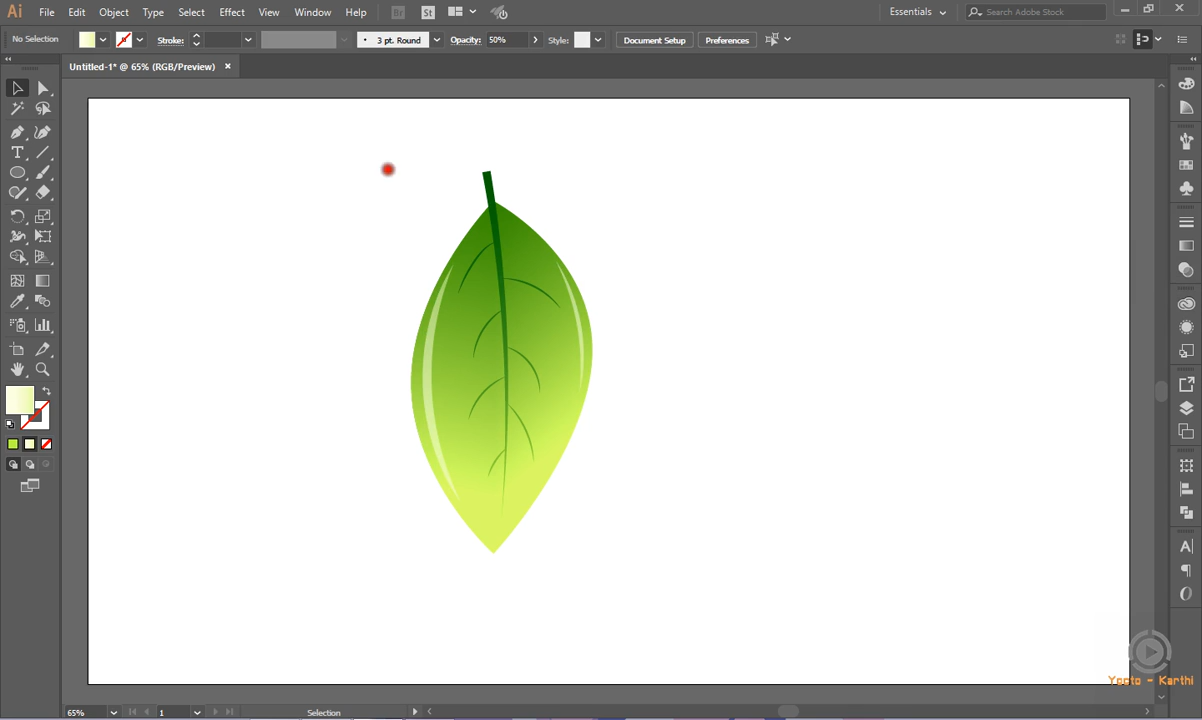 Ai File Edit Object Type Select Effect View Window Help Br St Essentials Search Adobe Stock
No Selection Stroke: 3 pt. Round Opacity: 50% Style: Document Setup Preferences
Untitled-1* @ 65% (RGB/Preview) ×
Yooto - Karthi
65% 1 Selection